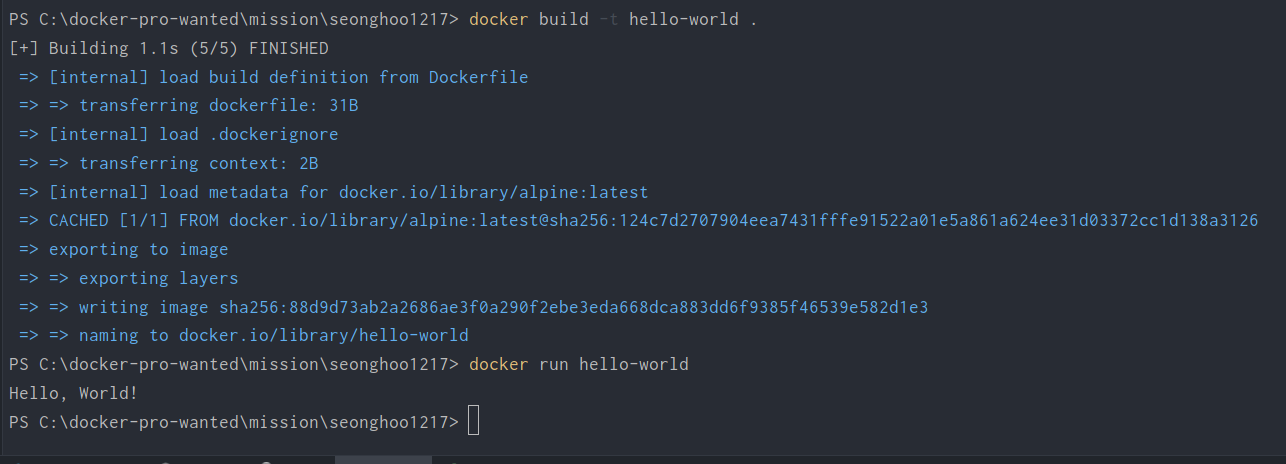 PS C:\docker-pro-wanted\mission\seonghoo1217> docker build -t hello-world .
[+] Building 1.1s (5/5) FINISHED
=> [internal] load build definition from Dockerfile
=> => transferring dockerfile: 31B
=> [internal] load .dockerignore
=> => transferring context: 2B
=> [internal] load metadata for docker.io/library/alpine:latest
=> CACHED [1/1] FROM docker.io/library/alpine:latest@sha256:124c7d2707904eea7431fffe91522a01e5a861a624ee31d03372cc1d138a3126
=> exporting to image
=> => exporting layers
=> => writing image sha256:88d9d73ab2a2686ae3f0a290f2ebe3eda668dca883dd6f9385f46539e582d1e3
=> => naming to docker.io/library/hello-world
PS C:\docker-pro-wanted\mission\seonghoo1217> docker run hello-world
Hello, World!
PS C:\docker-pro-wanted\mission\seonghoo1217>